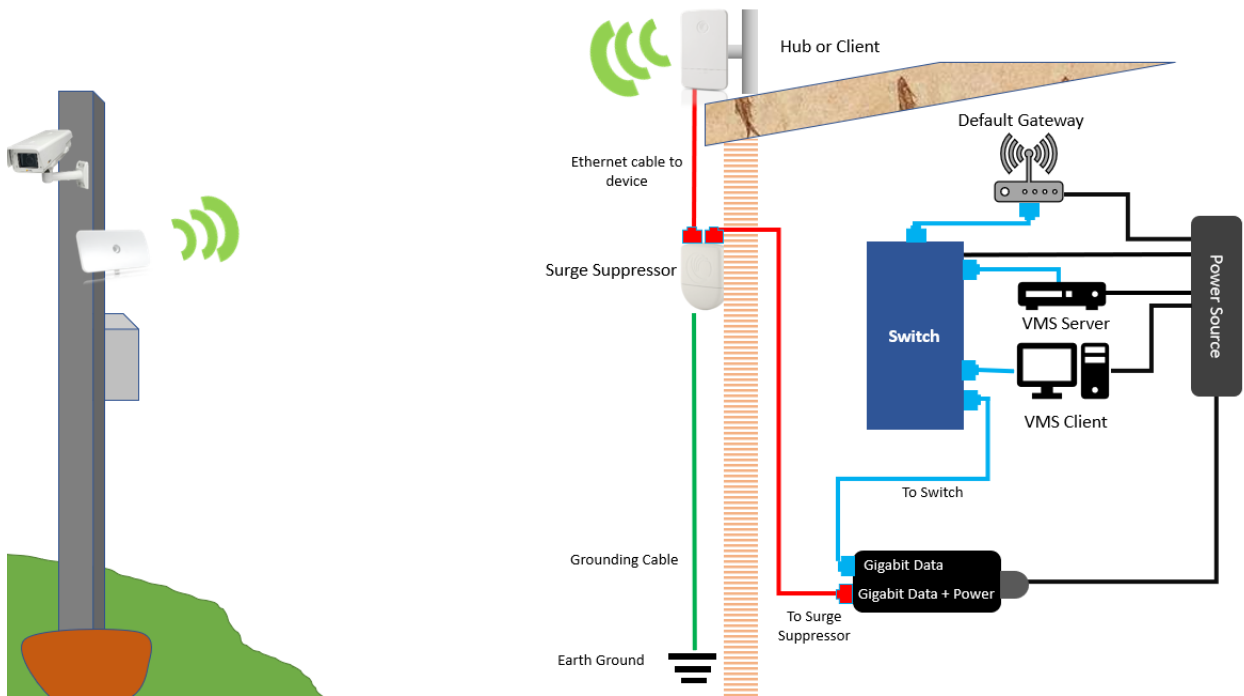 Hub or Client
Default Gateway
Ethernet cable to
device
Surge Suppressor
Switch
VMS Server
Power Source
VMS Client
To Switch
Grounding Cable
Gigabit Data
Gigabit Data + Power
To Surge
Suppressor
Earth Ground